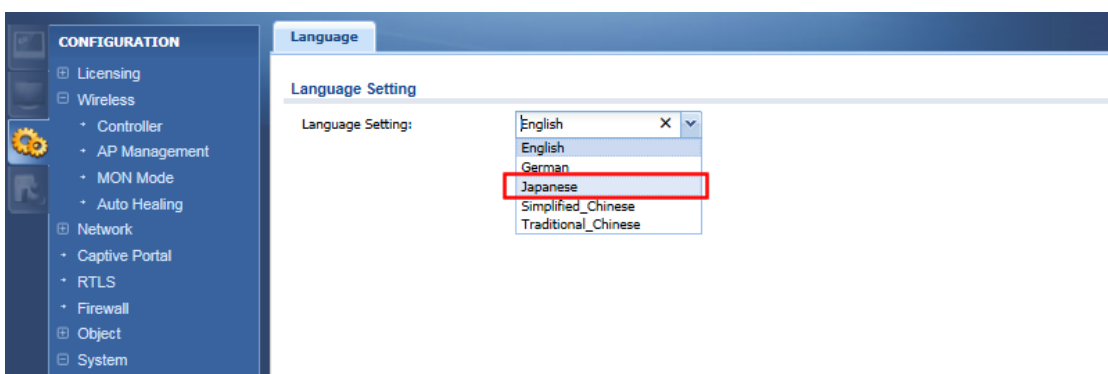 CONFIGURATION
Licensing
Wireless
Controller
AP Management
MON Mode
Auto Healing
Network
Captive Portal
RTLS
Firewall
Object
System
Language
Language Setting
Language Setting: English
English
German
Japanese
Simplified_Chinese
Traditional_Chinese